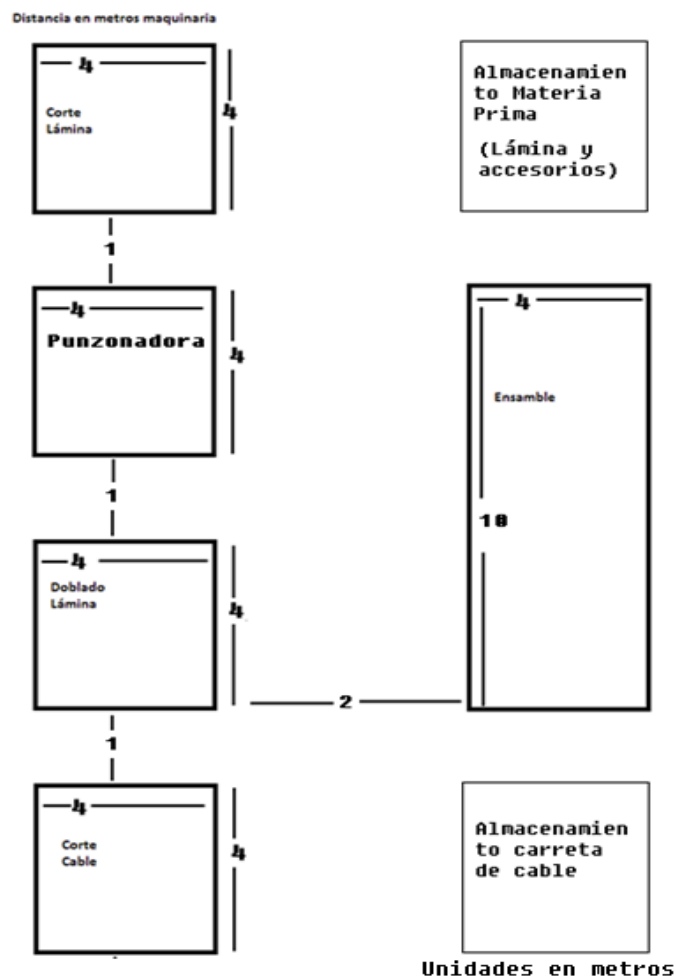 Distancia en metros maquinaria
4
Corte
Lámina
4
Almacenamien
to Materia
Prima
(Lámina y
accesorios)
1
4
Punzonadora
4
4
Ensamble
10
1
4
Doblado
Lámina
4
2
1
4
Corte
Cable
4
Almacenamien
to carreta
de cable
Unidades en metros